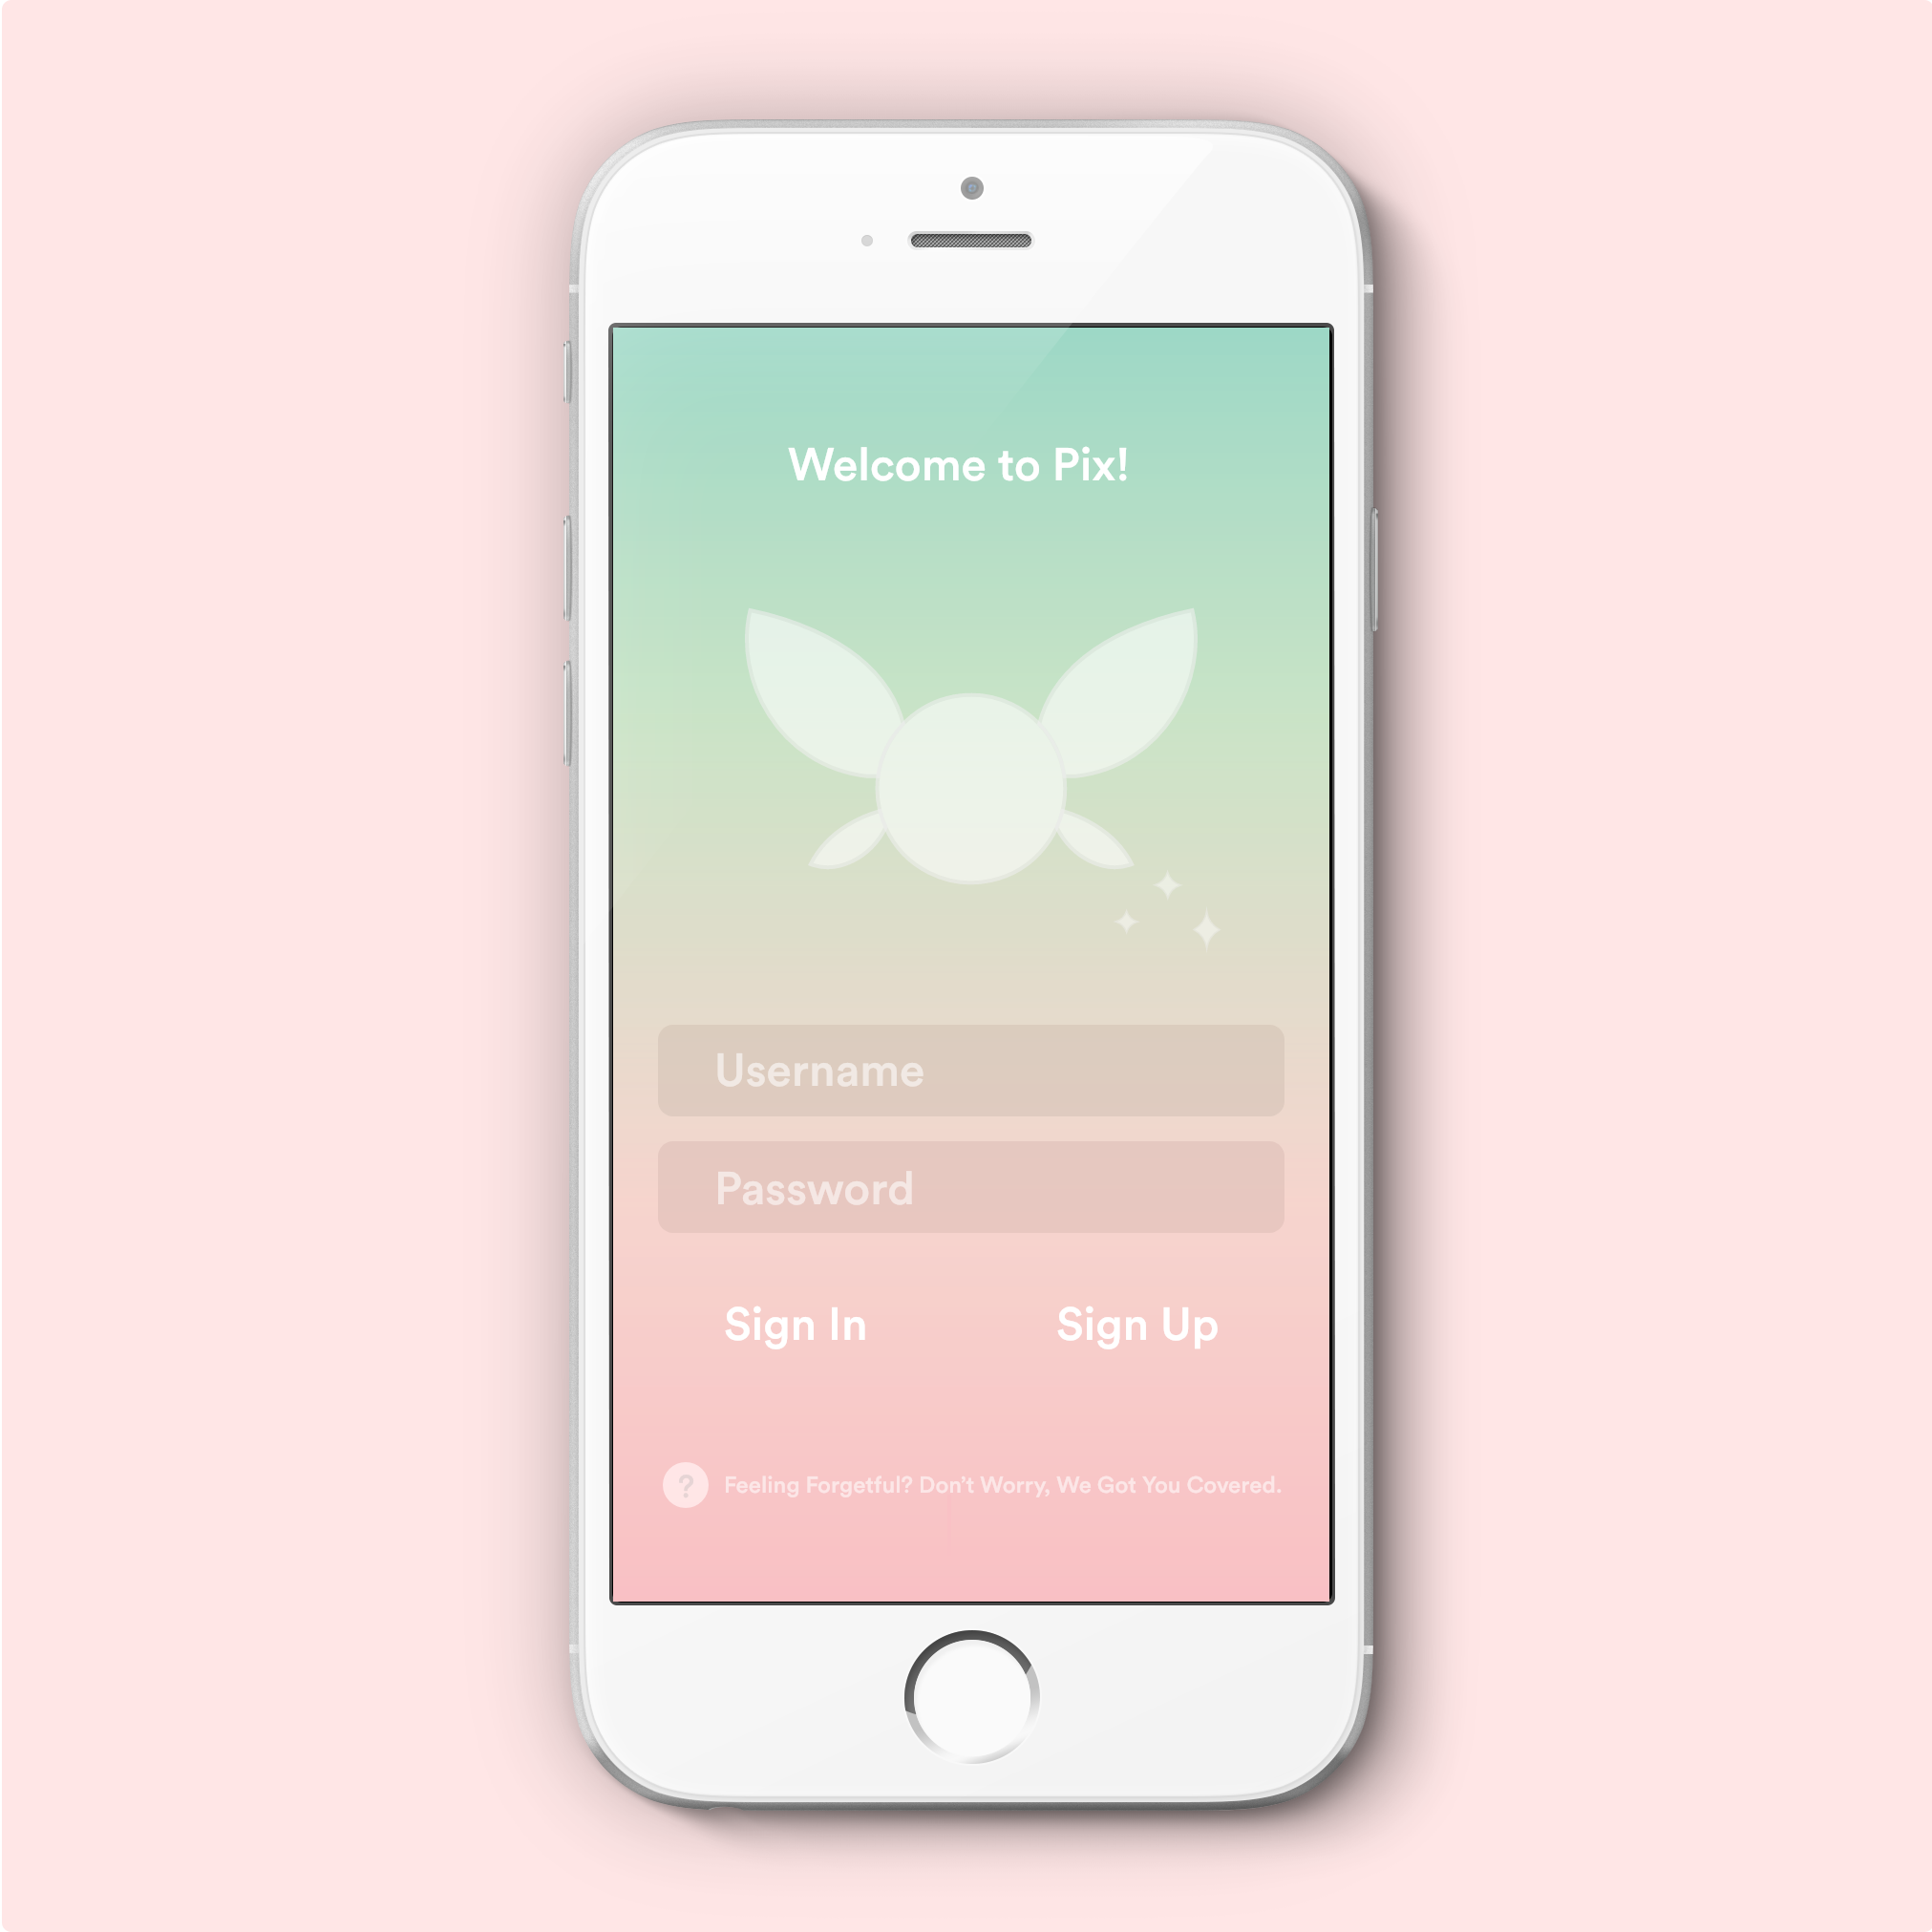 Welcome to Pix!
Username
Password
Sign In
Sign Up
? Feeling Forgetful? Don't Worry, We Got You Covered.